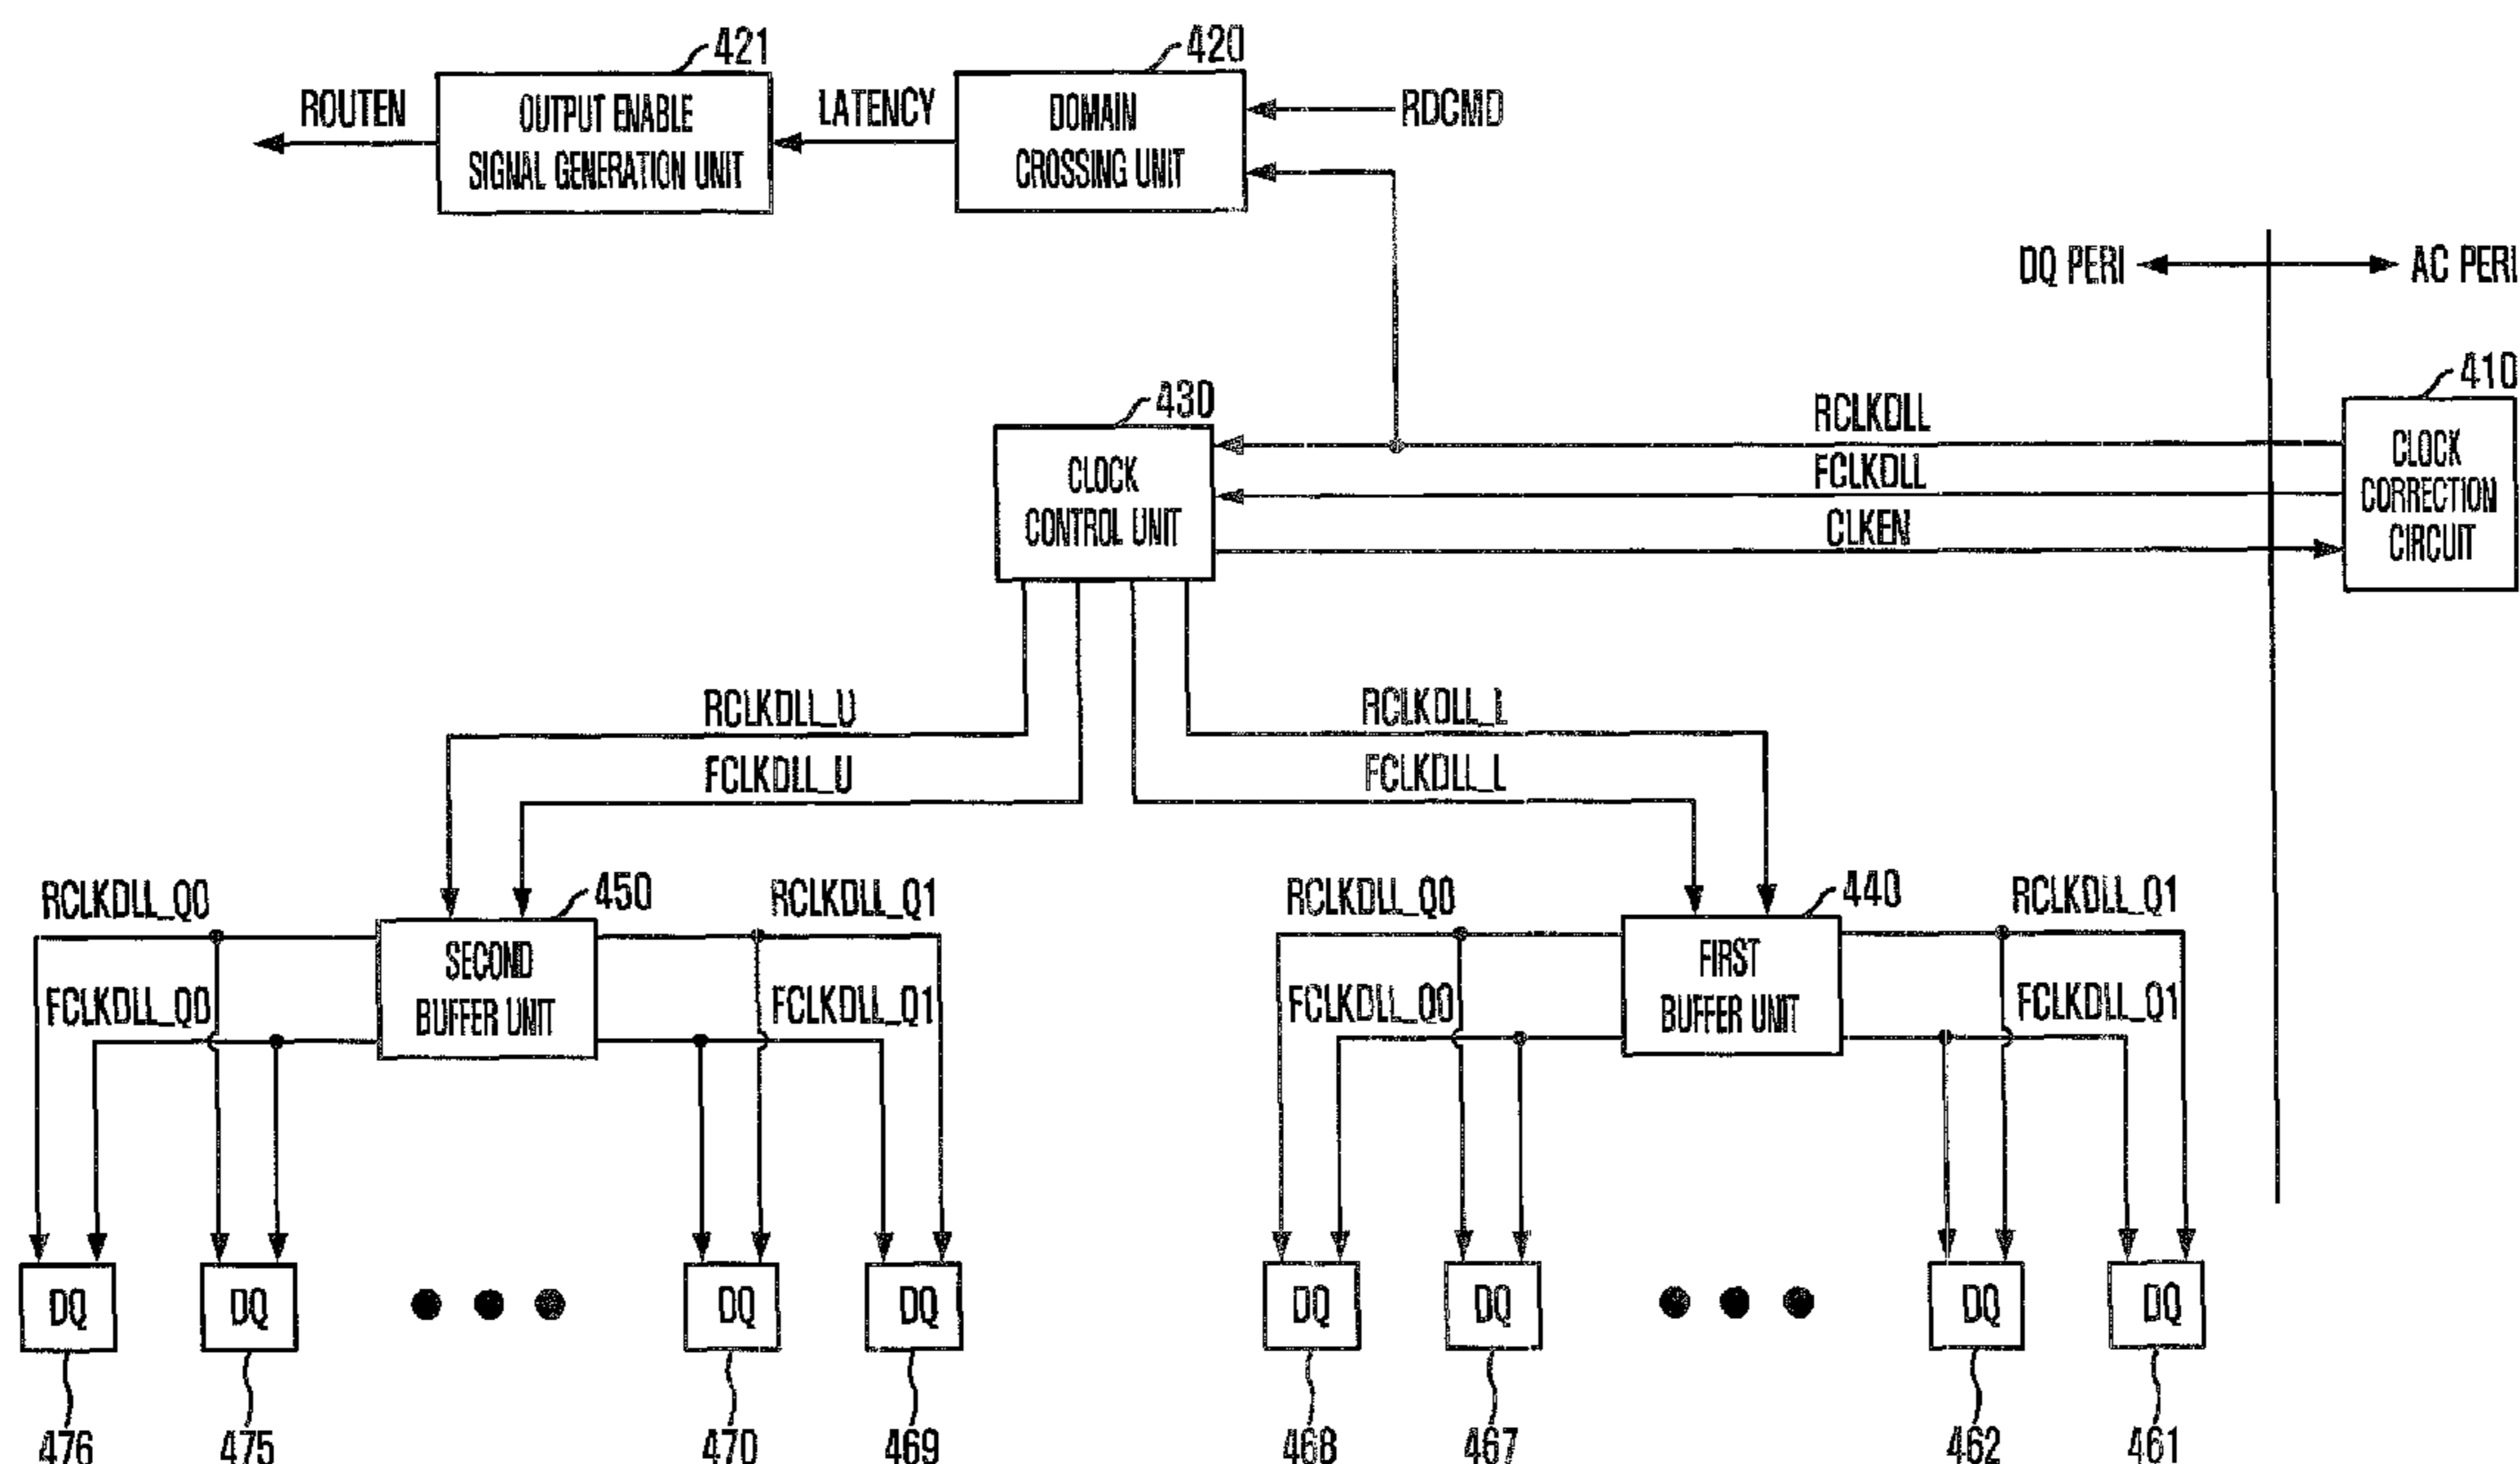 421
420
ROUTEN
OUTPUT ENABLE
SIGNAL GENERATION UNIT
LATENCY
DOMAIN
CROSSING UNIT
RDCMD
DQ PERI
AC PERI
430
410
CLOCK
CONTROL UNIT
RCLKDLL
FCLKDLL
CLKEN
CLOCK
CORRECTION
CIRCUIT
RCLKDLL_U
FCLKDLL_U
RCLKDLL_L
FCLKDLL_L
RCLKDLL_Q0
450
RCLKDLL_Q1
RCLKDLL_Q0
440
RCLKDLL_Q1
FCLKDLL_Q0
SECOND
BUFFER UNIT
FCLKDLL_Q1
FCLKDLL_Q0
FIRST
BUFFER UNIT
FCLKDLL_Q1
DQ
DQ
DQ
DQ
DQ
DQ
DQ
DQ
476
475
470
469
468
467
462
461